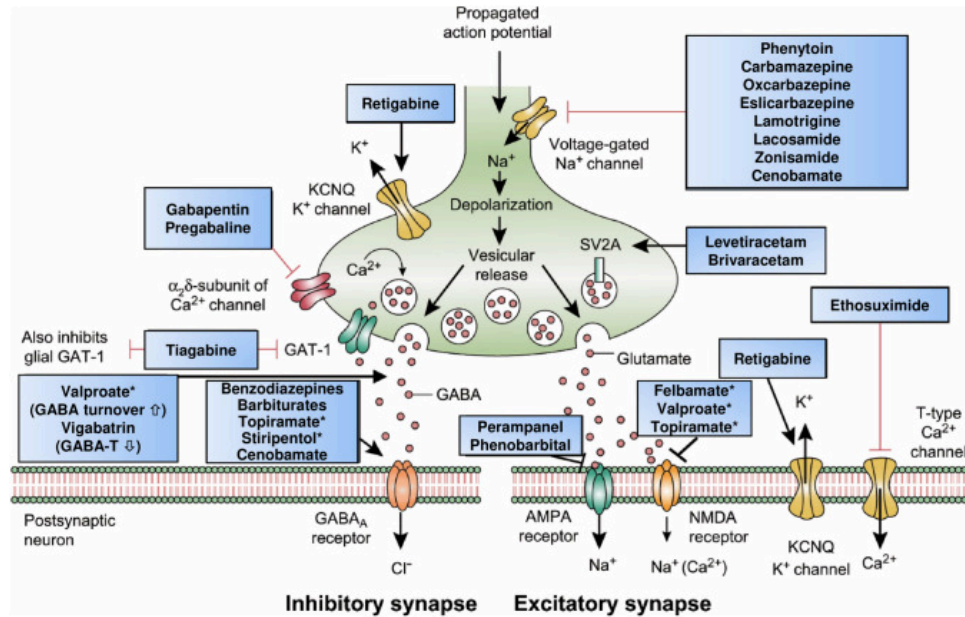 Propagated
action potential
Phenytoin
Carbamazepine
Oxcarbazepine
Eslicarbazepine
Lamotrigine
Lacosamide
Zonisamide
Cenobamate
Retigabine
K+
Na+
Voltage-gated
Na+ channel
KCNQ
K+ channel
Depolarization
Gabapentin
Pregabaline
SV2A
Levetiracetam
Brivaracetam
Ca2+
Vesicular
release
α2δ-subunit of
Ca2+ channel
Ethosuximide
Also inhibits
glial GAT-1
Tiagabine
GAT-1
Glutamate
Retigabine
Valproate*
(GABA turnover ⇧)
Vigabatrin
(GABA-T ⇩)
Benzodiazepines
Barbiturates
Topiramate*
Stiripentol*
Cenobamate
GABA
Felbamate*
Valproate*
Topiramate*
K+
T-type
Ca2+
channel
Perampanel
Phenobarbital
Postsynaptic
neuron
GABAA
receptor
AMPA
receptor
NMDA
receptor
KCNQ
K+ channel
Cl−
Na+
Na+ (Ca2+)
Ca2+
Inhibitory synapse
Excitatory synapse